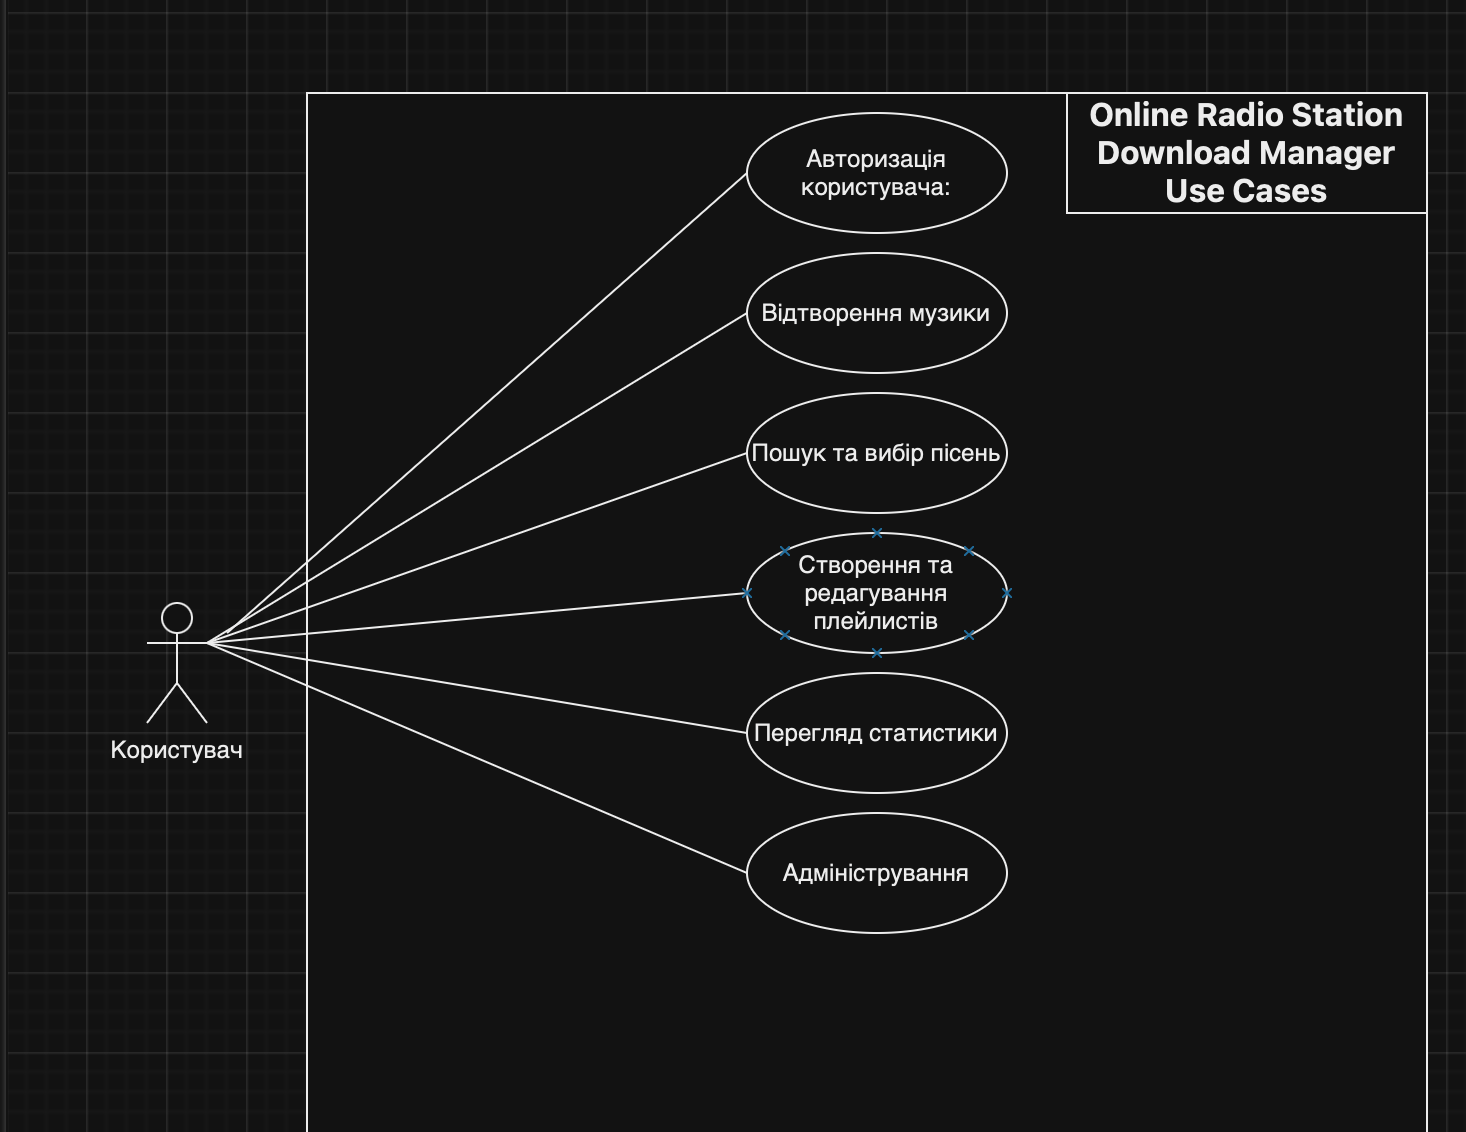 Online Radio Station
Download Manager
Use Cases
Авторизація
користувача:
Відтворення музики
Пошук та вибір пісень
Створення та
редагування
плейлистів
Перегляд статистики
Адміністрування
Користувач